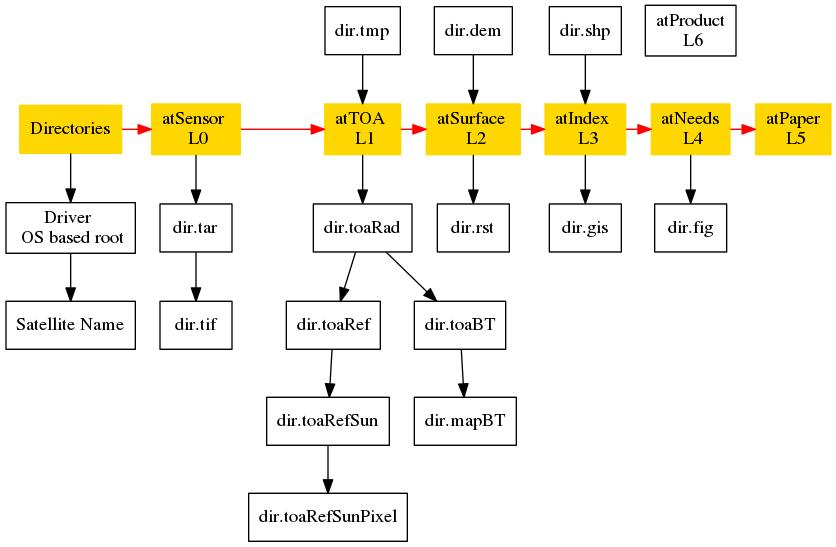 dir.tmp
dir.dem
dir.shp
atProduct
L6
Directories
atSensor
L0
atTOA
L1
atSurface
L2
atIndex
L3
atNeeds
L4
atPaper
L5
Driver
OS based root
dir.tar
dir.toaRad
dir.rst
dir.gis
dir.fig
Satellite Name
dir.tif
dir.toaRef
dir.toaBT
dir.toaRefSun
dir.mapBT
dir.toaRefSunPixel